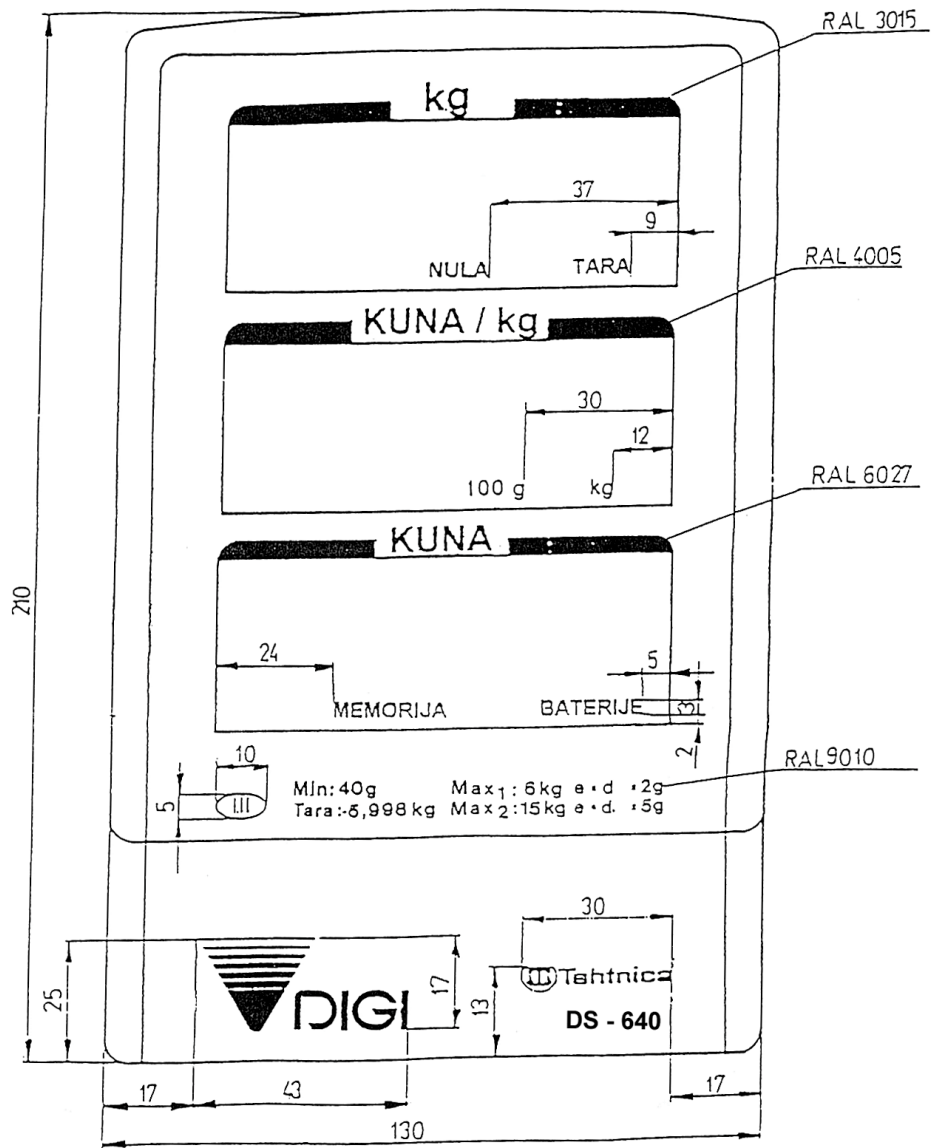 RAL 3015
kg
37
9
NULA TARA
RAL 4005
KUNA / kg
30
12
100 g kg
RAL 6027
KUNA
210
24
5
MEMORIJA BATERIJE
3
2
RAL9010
10
5
III
Min: 40g Max1: 6kg e=d =2g
Tara:-5,998kg Max2:15kg e=d. =5g
30
25
17
13
Tehtnica
DIGI
DS - 640
17
43
17
130